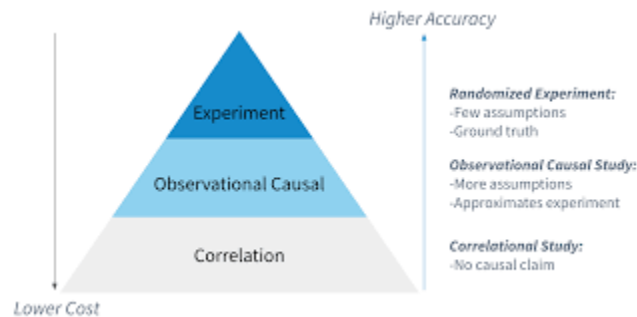 Higher Accuracy
Experiment
Observational Causal
Correlation
Randomized Experiment:
-Few assumptions
-Ground truth
Observational Causal Study:
-More assumptions
-Approximates experiment
Correlational Study:
-No causal claim
Lower Cost